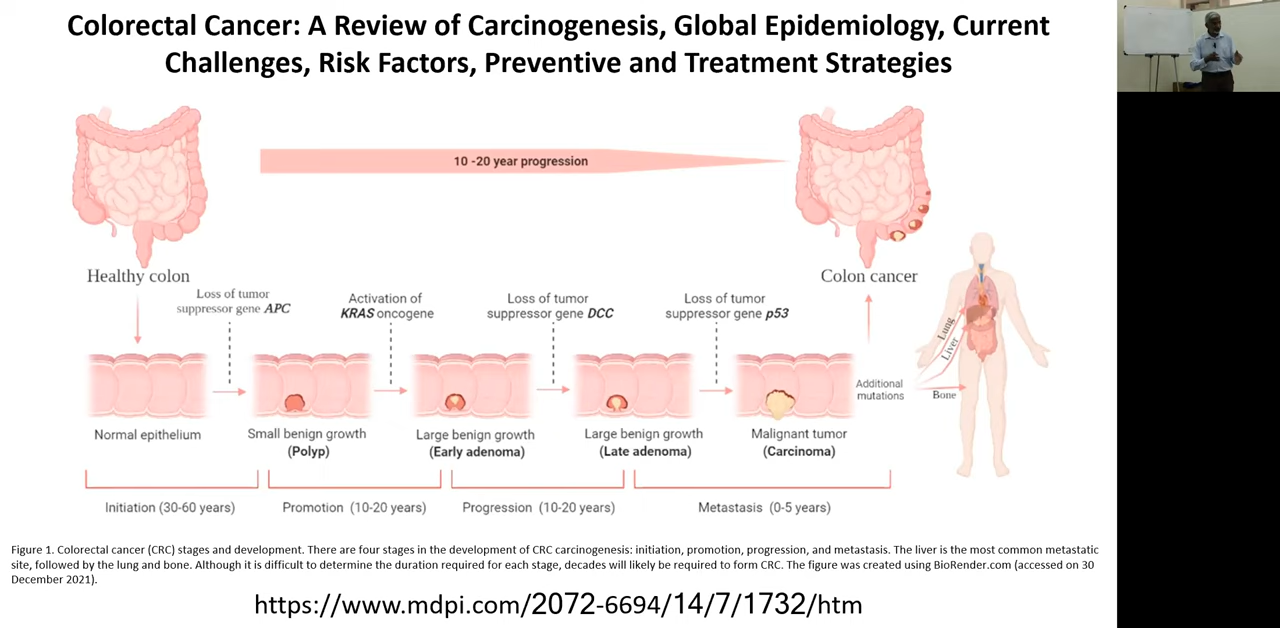 Colorectal Cancer: A Review of Carcinogenesis, Global Epidemiology, Current
Challenges, Risk Factors, Preventive and Treatment Strategies
10 -20 year progression
Healthy colon
Colon cancer
Loss of tumor
suppressor gene APC
Activation of
KRAS oncogene
Loss of tumor
suppressor gene DCC
Loss of tumor
suppressor gene p53
Lung
Liver
Bone
Additional
mutations
Normal epithelium
Small benign growth
(Polyp)
Large benign growth
(Early adenoma)
Large benign growth
(Late adenoma)
Malignant tumor
(Carcinoma)
Initiation (30-60 years)
Promotion (10-20 years)
Progression (10-20 years)
Metastasis (0-5 years)
Figure 1. Colorectal cancer (CRC) stages and development. There are four stages in the development of CRC carcinogenesis: initiation, promotion, progression, and metastasis. The liver is the most common metastatic
site, followed by the lung and bone. Although it is difficult to determine the duration required for each stage, decades will likely be required to form CRC. The figure was created using BioRender.com (accessed on 30
December 2021).
https://www.mdpi.com/2072-6694/14/7/1732/htm